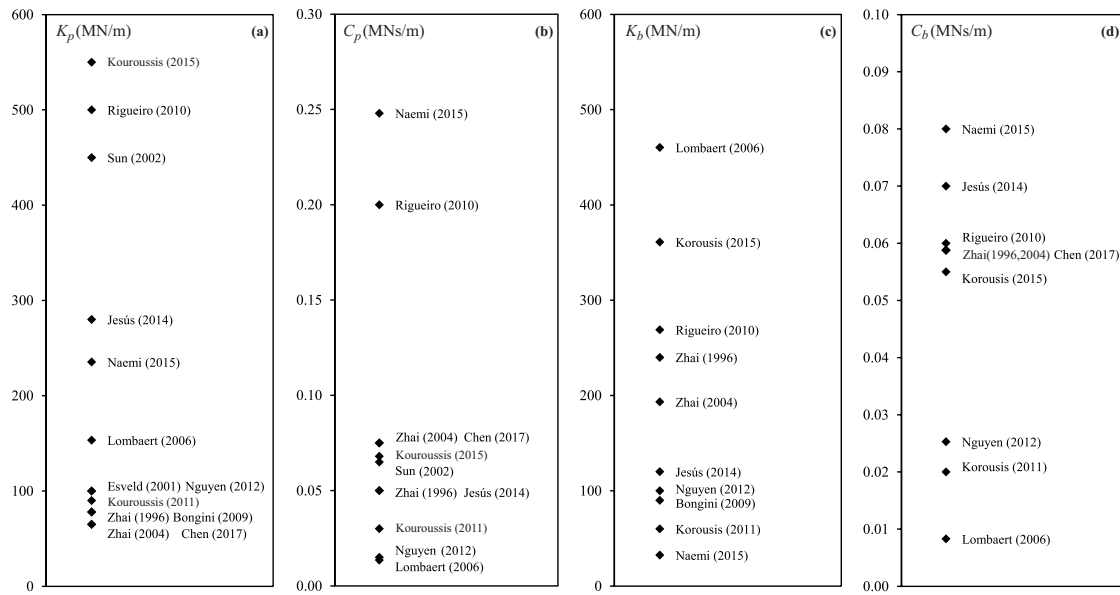 600
500
400
300
200
100
0
K_p(MN/m) (a)
Kouroussis (2015)
Rigueiro (2010)
Sun (2002)
Jesús (2014)
Naemi (2015)
Lombaert (2006)
Esveld (2001) Nguyen (2012)
Kouroussis (2011)
Zhai (1996) Bongini (2009)
Zhai (2004) Chen (2017)
0.30
0.25
0.20
0.15
0.10
0.05
0.00
C_p(MNs/m) (b)
Naemi (2015)
Rigueiro (2010)
Zhai (2004) Chen (2017)
Kouroussis (2015)
Sun (2002)
Zhai (1996) Jesús (2014)
Kouroussis (2011)
Nguyen (2012)
Lombaert (2006)
600
500
400
300
200
100
0
K_b(MN/m) (c)
Lombaert (2006)
Korousis (2015)
Rigueiro (2010)
Zhai (1996)
Zhai (2004)
Jesús (2014)
Nguyen (2012)
Bongini (2009)
Korousis (2011)
Naemi (2015)
0.10
0.09
0.08
0.07
0.06
0.05
0.04
0.03
0.02
0.01
0.00
C_b(MNs/m) (d)
Naemi (2015)
Jesús (2014)
Rigueiro (2010)
Zhai(1996,2004) Chen (2017)
Korousis (2015)
Nguyen (2012)
Korousis (2011)
Lombaert (2006)